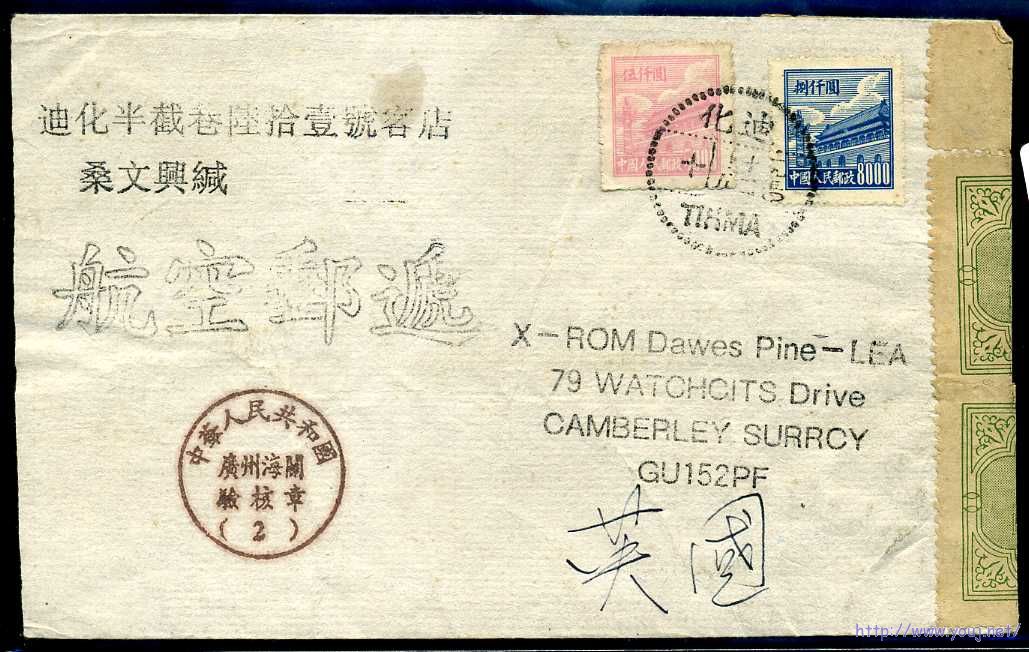 迪化半截巷陸拾壹號客店
桑文興緘
航空郵遞
伍仟圓
中國人民郵政
捌仟圓
中國人民郵政 8000
迪化
TIHWA
X-ROM Dawes Pine-LEA
79 WATCHCITS Drive
CAMBERLEY SURRCY
GU152PF
英國
中華人民共和國
廣州海關
驗核章
(2)
http://www.youj.net/